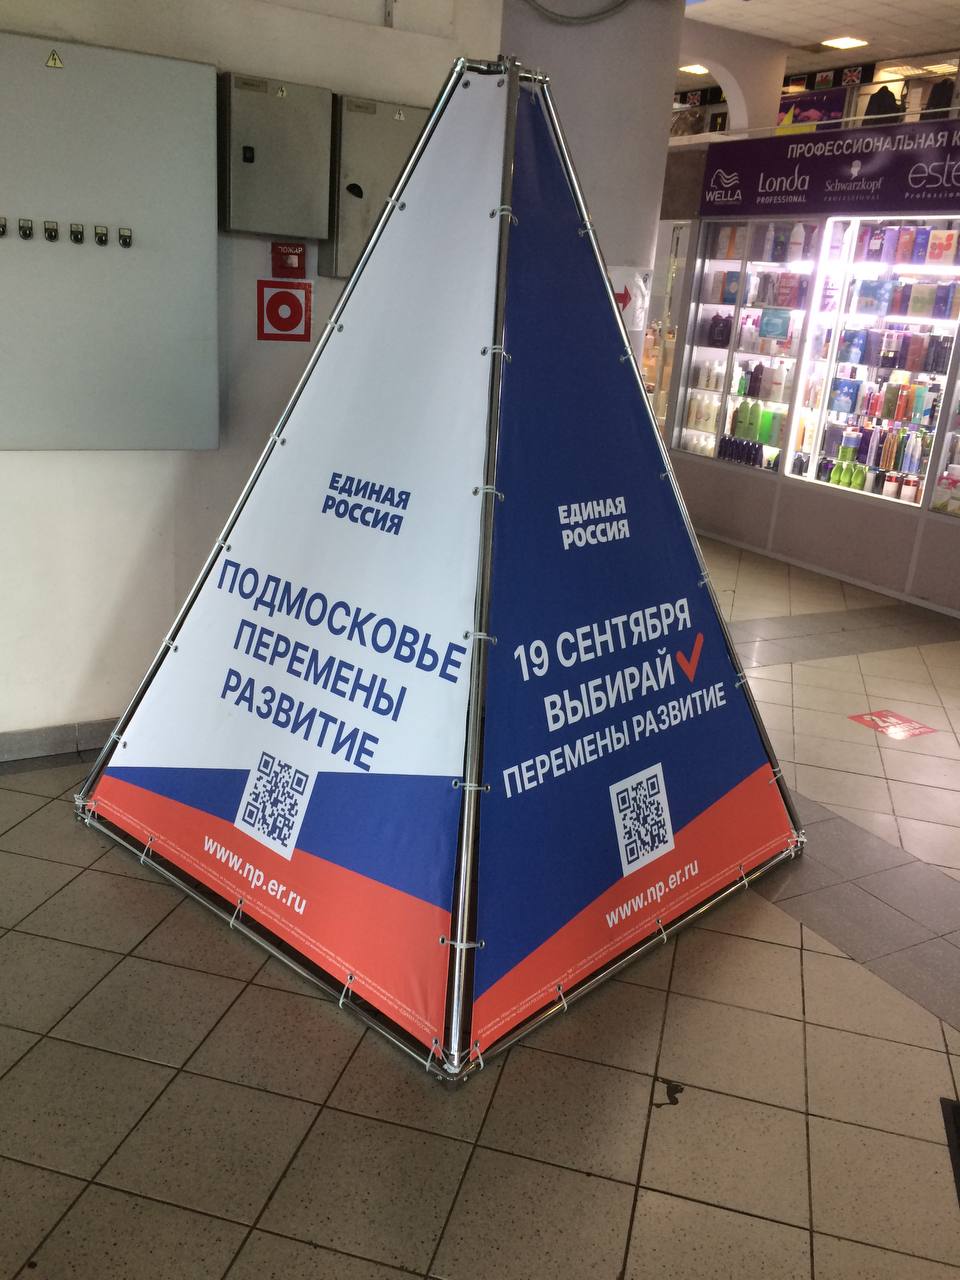 ЕДИНАЯ
РОССИЯ
ПОДМОСКОВЬЕ
ПЕРЕМЕНЫ
РАЗВИТИЕ
www.np.er.ru
ЕДИНАЯ
РОССИЯ
19 СЕНТЯБРЯ
ВЫБИРАЙ
ПЕРЕМЕНЫ РАЗВИТИЕ
www.np.er.ru
ПРОФЕССИОНАЛЬНАЯ
WELLA
Londa
PROFESSIONAL
Schwarzkopf
PROFESSIONAL